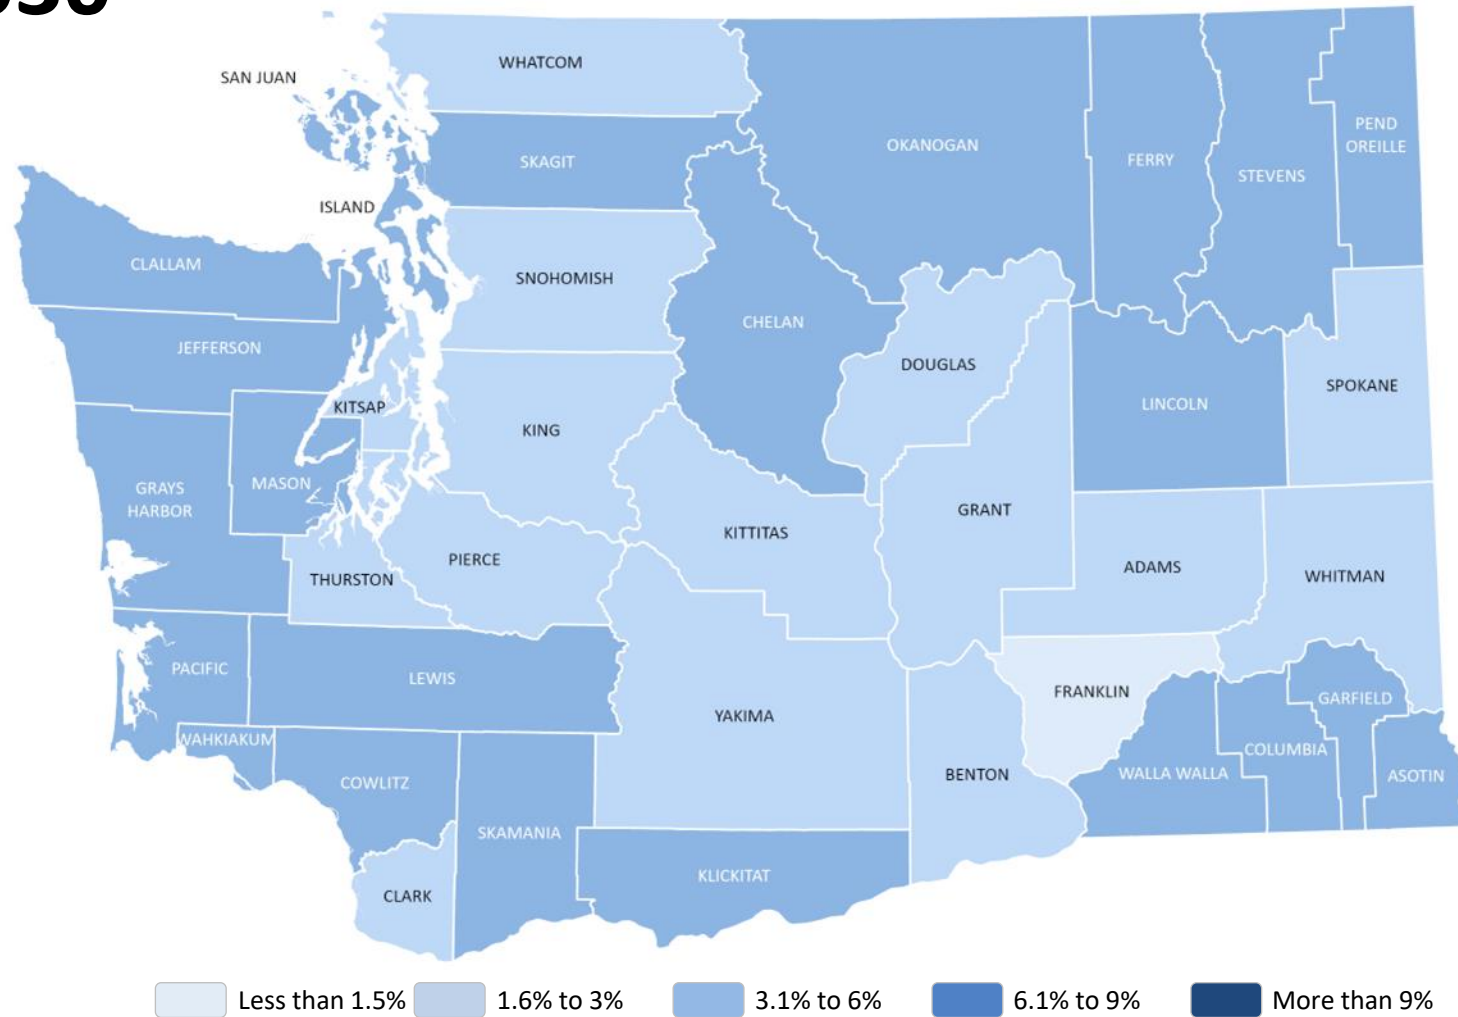 WHATCOM
SAN JUAN
PEND
OREILLE
OKANOGAN
SKAGIT
FERRY
STEVENS
ISLAND
CLALLAM
SNOHOMISH
CHELAN
JEFFERSON
DOUGLAS
SPOKANE
LINCOLN
KITSAP
KING
MASON
GRAYS
HARBOR
GRANT
KITTITAS
PIERCE
ADAMS
WHITMAN
THURSTON
PACIFIC
LEWIS
FRANKLIN
GARFIELD
YAKIMA
WAHKIAKUM
COLUMBIA
WALLA WALLA
BENTON
ASOTIN
COWLITZ
SKAMANIA
KLICKITAT
CLARK
Less than 1.5% 1.6% to 3% 3.1% to 6% 6.1% to 9% More than 9%